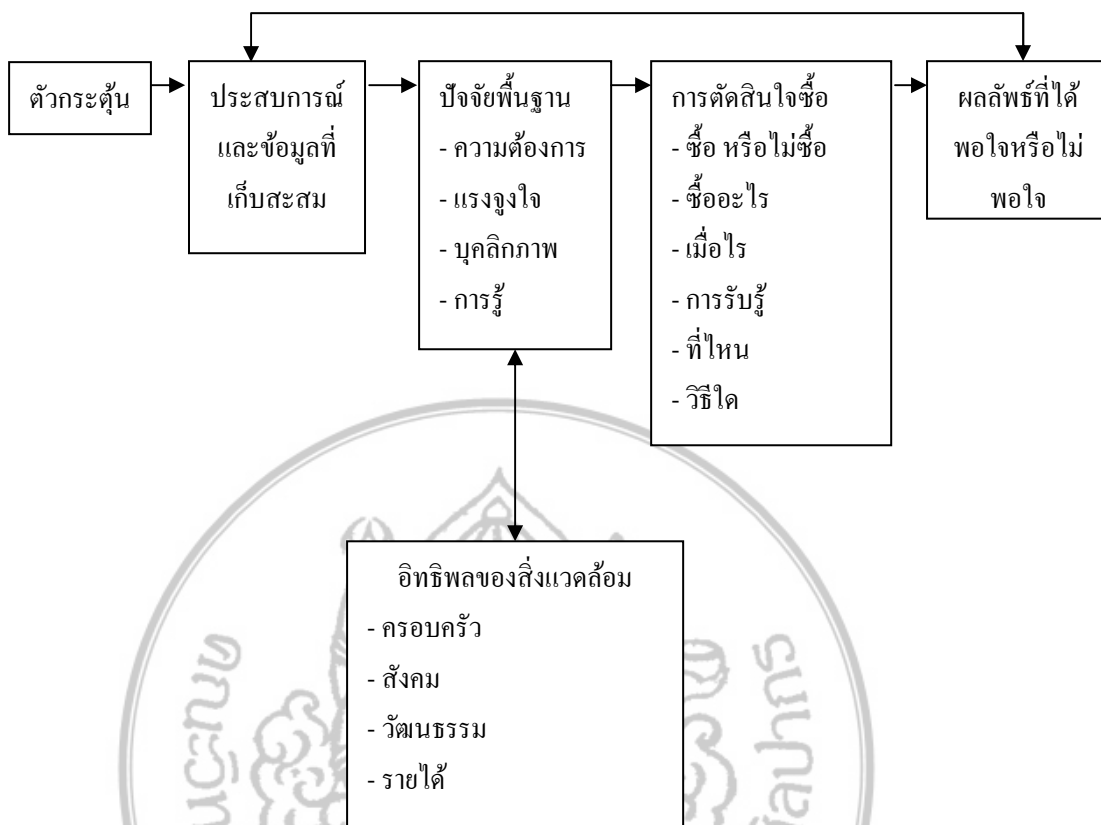 ตัวกระตุ้น
ประสบการณ์
และข้อมูลที่
เก็บสะสม
ปัจจัยพื้นฐาน
- ความต้องการ
- แรงจูงใจ
- บุคลิกภาพ
- การรู้
การตัดสินใจซื้อ
- ซื้อ หรือไม่ซื้อ
- ซื้ออะไร
- เมื่อไร
- การรับรู้
- ที่ไหน
- วิธีใด
ผลลัพธ์ที่ได้
พอใจหรือไม่
พอใจ
อิทธิพลของสิ่งแวดล้อม
- ครอบครัว
- สังคม
- วัฒนธรรม
- รายได้